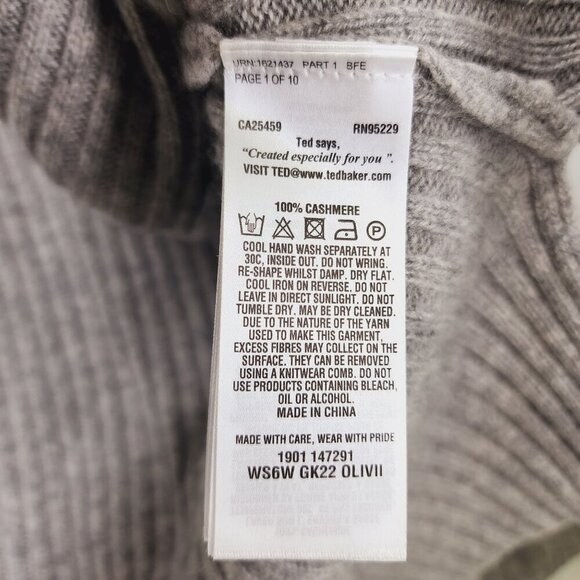 URN:1621437 PART 1 BFE
PAGE 1 OF 10
CA25459 RN95229
Ted says,
"Created especially for you ".
VISIT TED@www.tedbaker.com
100% CASHMERE
P
COOL HAND WASH SEPARATELY AT
30C, INSIDE OUT. DO NOT WRING.
RE-SHAPE WHILST DAMP. DRY FLAT.
COOL IRON ON REVERSE. DO NOT
LEAVE IN DIRECT SUNLIGHT. DO NOT
TUMBLE DRY. MAY BE DRY CLEANED.
DUE TO THE NATURE OF THE YARN
USED TO MAKE THIS GARMENT,
EXCESS FIBRES MAY COLLECT ON THE
SURFACE. THEY CAN BE REMOVED
USING A KNITWEAR COMB. DO NOT
USE PRODUCTS CONTAINING BLEACH,
OIL OR ALCOHOL.
MADE IN CHINA
MADE WITH CARE, WEAR WITH PRIDE
1901 147291
WS6W GK22 OLIVII